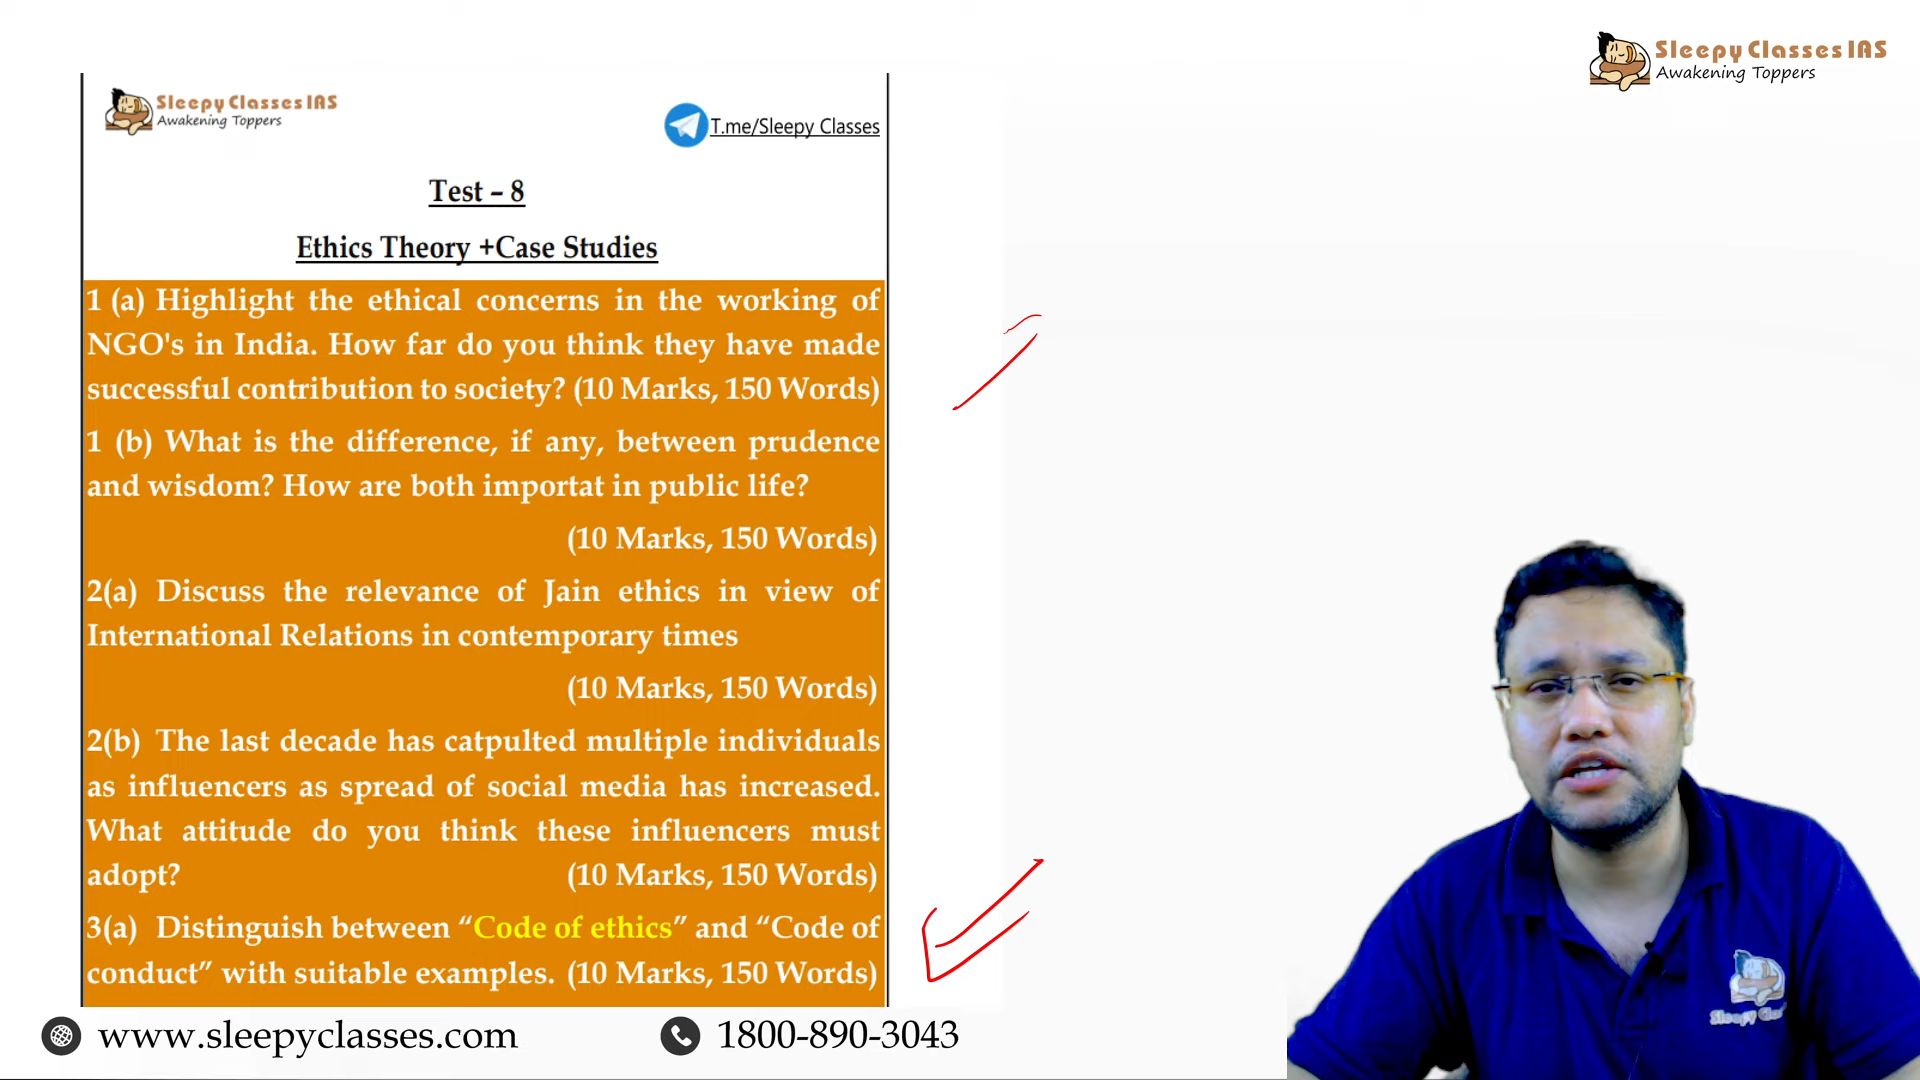 Sleepy Classes IAS
Awakening Toppers
Sleepy Classes IAS
Awakening Toppers
T.me/Sleepy Classes
Test – 8
Ethics Theory +Case Studies
1 (a) Highlight the ethical concerns in the working of
NGO's in India. How far do you think they have made
successful contribution to society? (10 Marks, 150 Words)
1 (b) What is the difference, if any, between prudence
and wisdom? How are both importat in public life?
(10 Marks, 150 Words)
2(a) Discuss the relevance of Jain ethics in view of
International Relations in contemporary times
(10 Marks, 150 Words)
2(b) The last decade has catpulted multiple individuals
as influencers as spread of social media has increased.
What attitude do you think these influencers must
adopt? (10 Marks, 150 Words)
3(a) Distinguish between “Code of ethics” and “Code of
conduct” with suitable examples. (10 Marks, 150 Words)
www.sleepyclasses.com
1800-890-3043